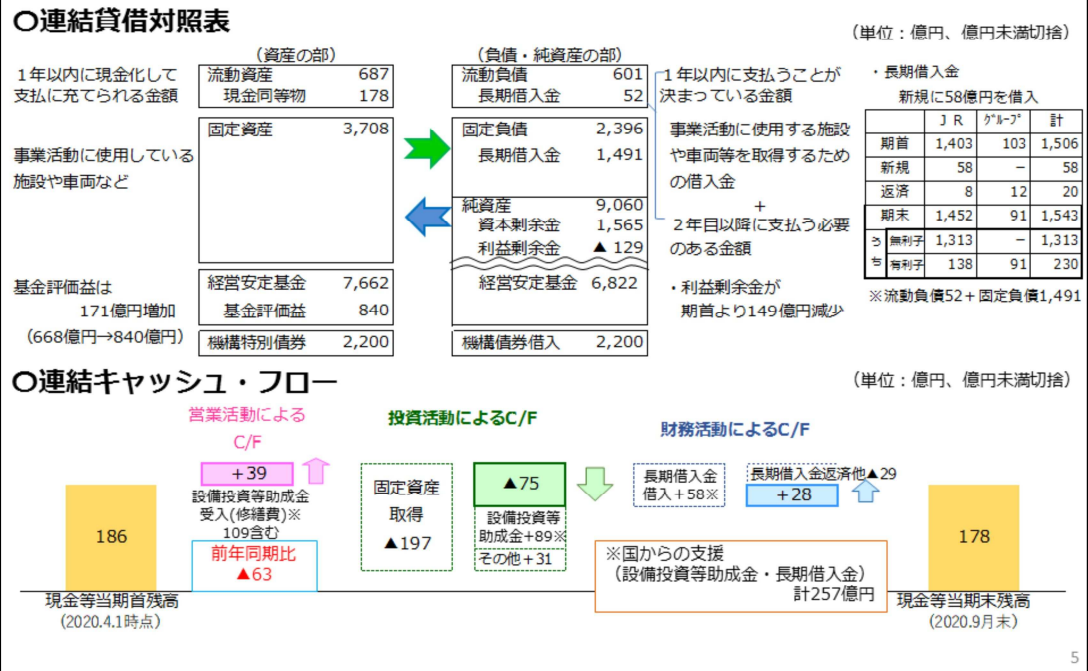 〇連結貸借対照表
(単位：億円、億円未満切捨)
(資産の部)
(負債・純資産の部)
１年以内に現金化して
支払に充てられる金額
流動資産 687
現金同等物 178
流動負債 601
長期借入金 52
１年以内に支払うことが
決まっている金額
事業活動に使用している
施設や車両など
固定資産 3,708
固定負債 2,396
長期借入金 1,491
純資産 9,060
資本剰余金 1,565
利益剰余金 ▲ 129
事業活動に使用する施設
や車両等を取得するため
の借入金
＋
２年目以降に支払う必要
のある金額
基金評価益は
171億円増加
(668億円→840億円)
経営安定基金 7,662
基金評価益 840
経営安定基金 6,822
・利益剰余金が
期首より149億円減少
機構特別債券 2,200
機構債券借入 2,200
・長期借入金
新規に58億円を借入
ＪＲ ｸﾞﾙｰﾌﾟ 計
期首 1,403 103 1,506
新規 58 － 58
返済 8 12 20
期末 1,452 91 1,543
うち 無利子 1,313 － 1,313
有利子 138 91 230
※流動負債52＋固定負債1,491
〇連結キャッシュ・フロー
(単位：億円、億円未満切捨)
営業活動による
C/F
＋39
設備投資等助成金
受入(修繕費)※
109含む
前年同期比
▲63
投資活動によるC/F
固定資産
取得
▲197
▲75
設備投資等
助成金+89※
その他＋31
財務活動によるC/F
長期借入金
借入＋58※
長期借入金返済他▲29
＋28
※国からの支援
（設備投資等助成金・長期借入金）
計257億円
186
現金等当期首残高
(2020.4.1時点)
178
現金等当期末残高
(2020.9月末)
5